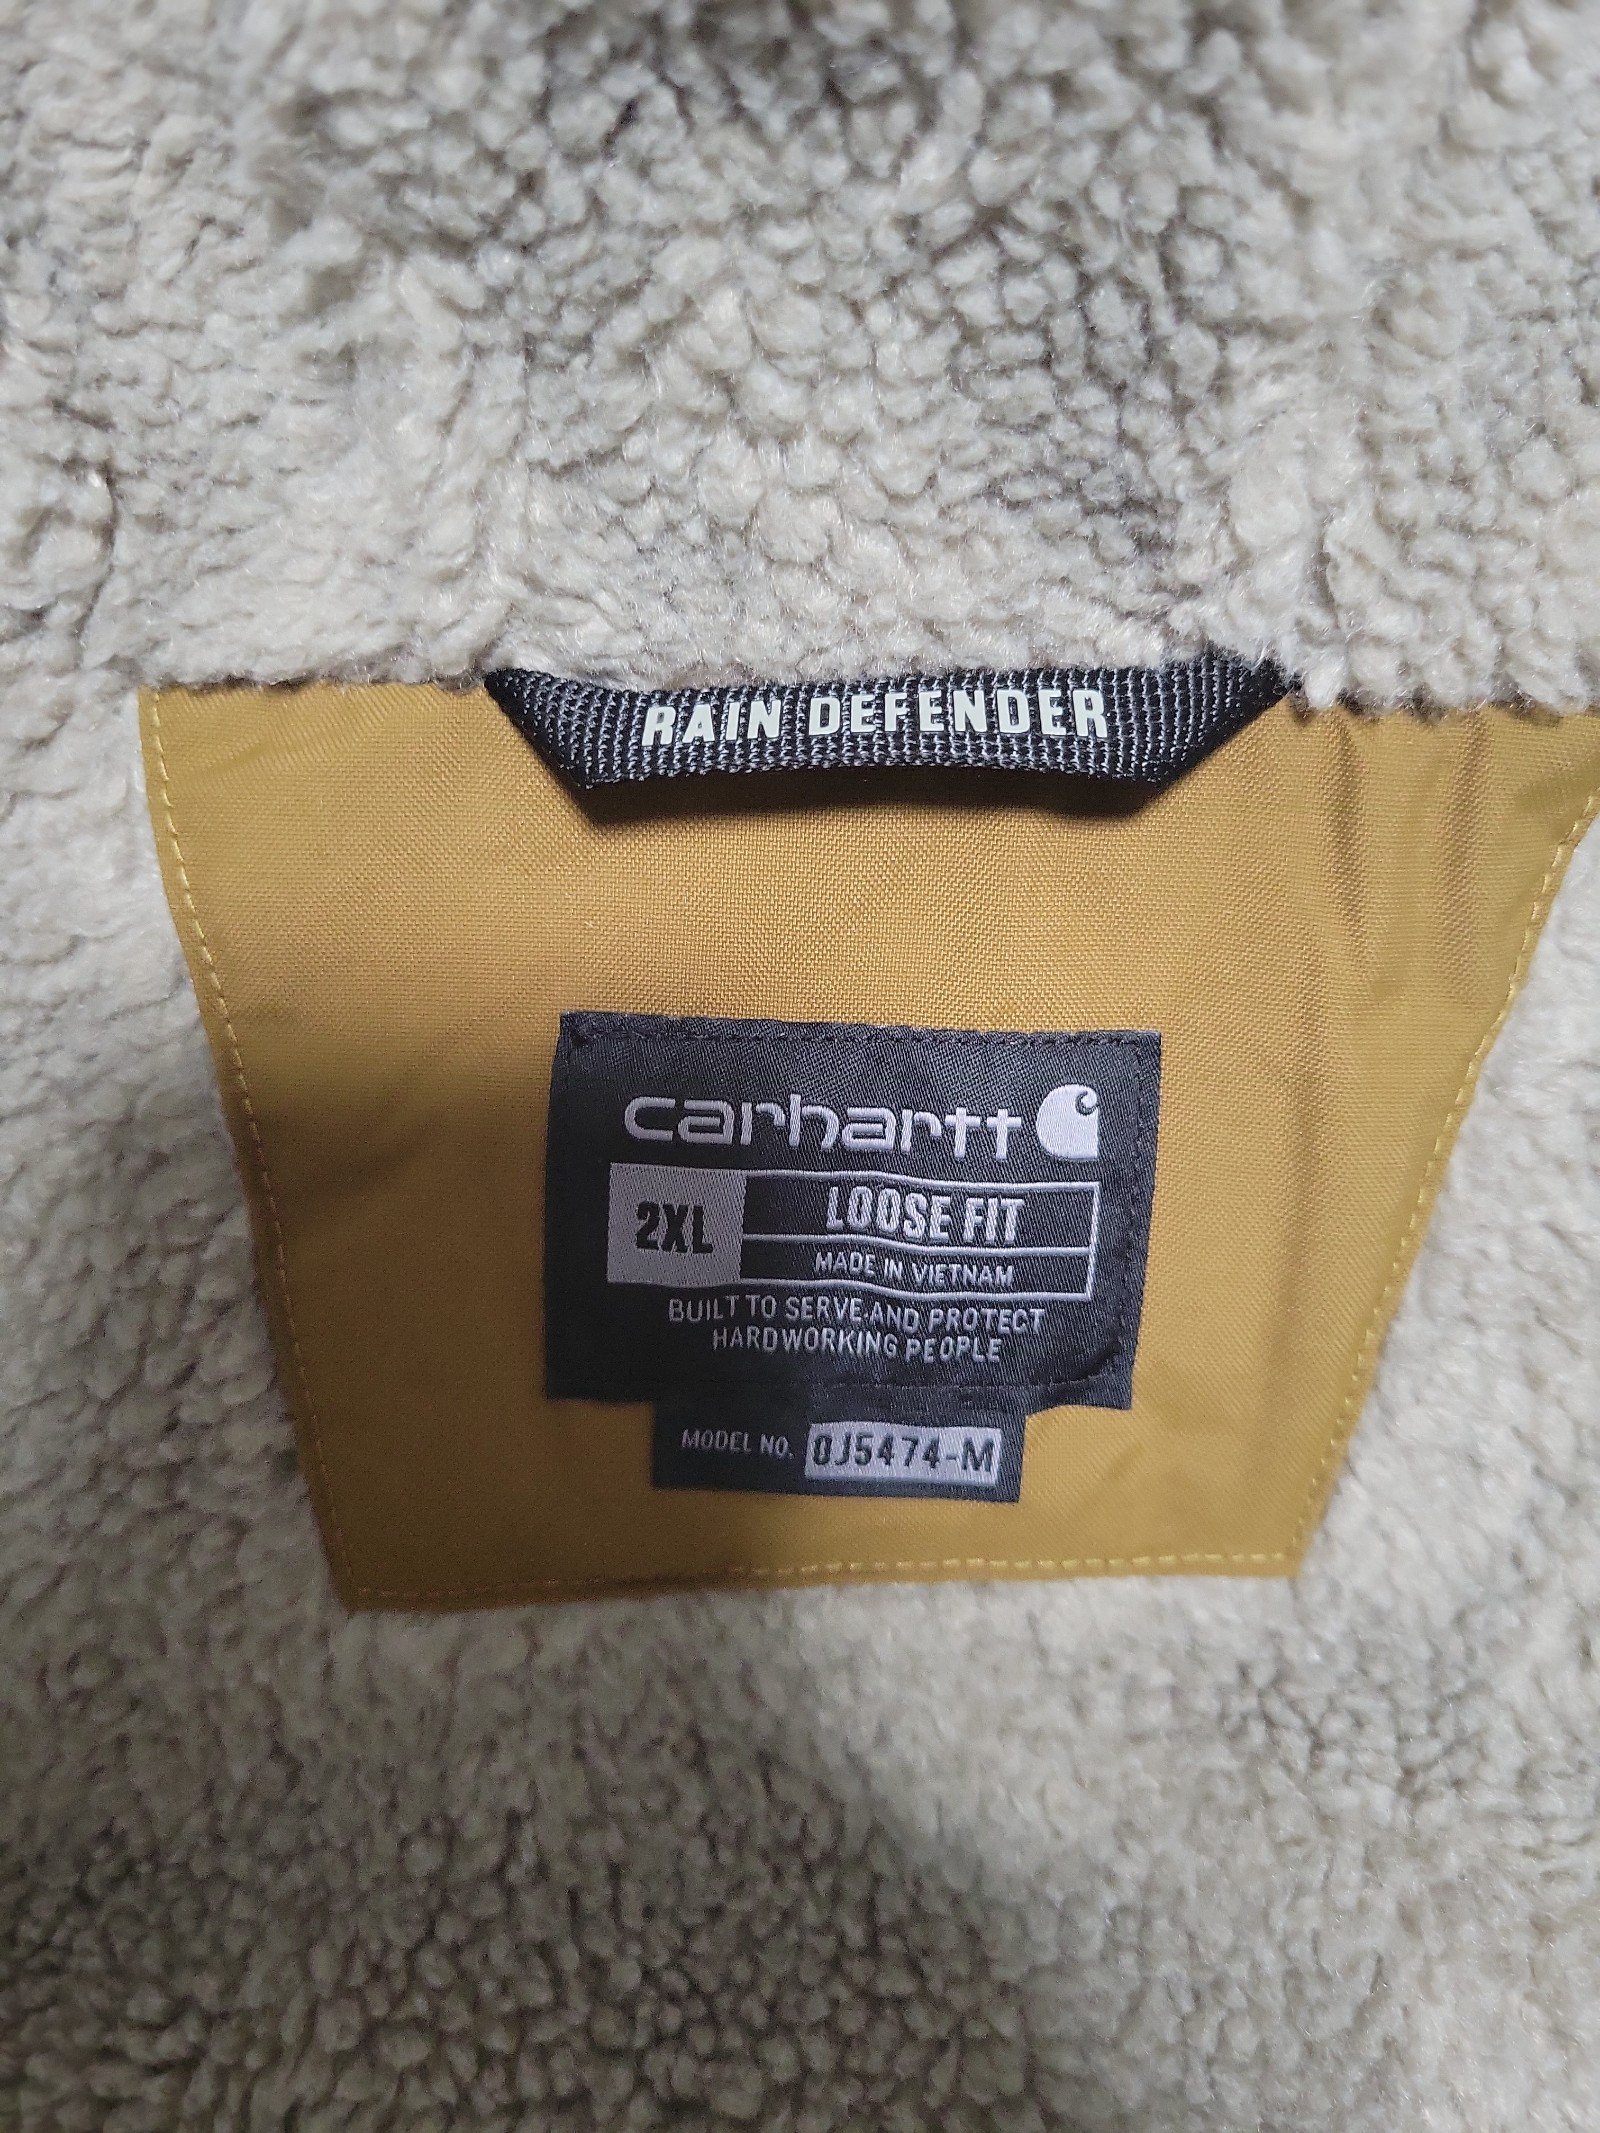 RAIN DEFENDER
carhartt
2XL
LOOSE FIT
MADE IN VIETNAM
BUILT TO SERVE AND PROTECT
HARDWORKING PEOPLE
MODEL NO. OJ5474-M